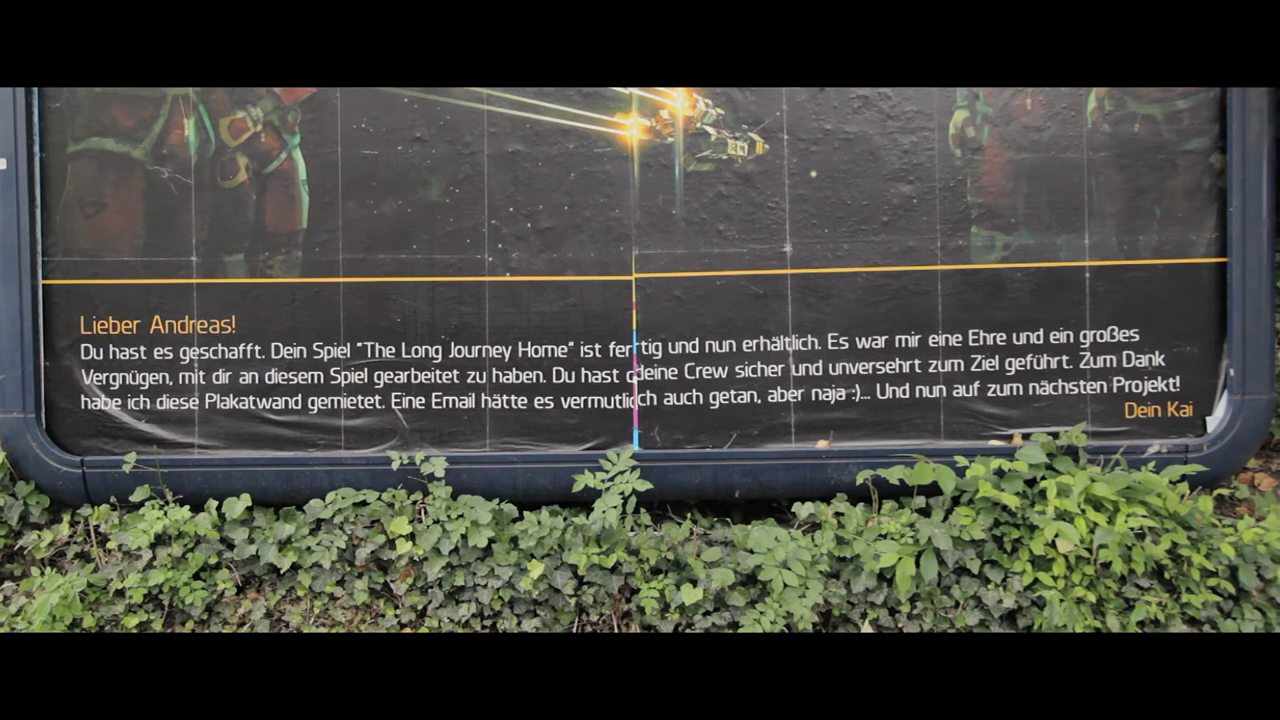 Lieber Andreas!
Du hast es geschafft. Dein Spiel "The Long Journey Home" ist fertig und nun erhältlich. Es war mir eine Ehre und ein großes
Vergnügen, mit dir an diesem Spiel gearbeitet zu haben. Du hast deine Crew sicher und unversehrt zum Ziel geführt. Zum Dank
habe ich diese Plakatwand gemietet. Eine Email hätte es vermutlich auch getan, aber naja :)... Und nun auf zum nächsten Projekt!
Dein Kai